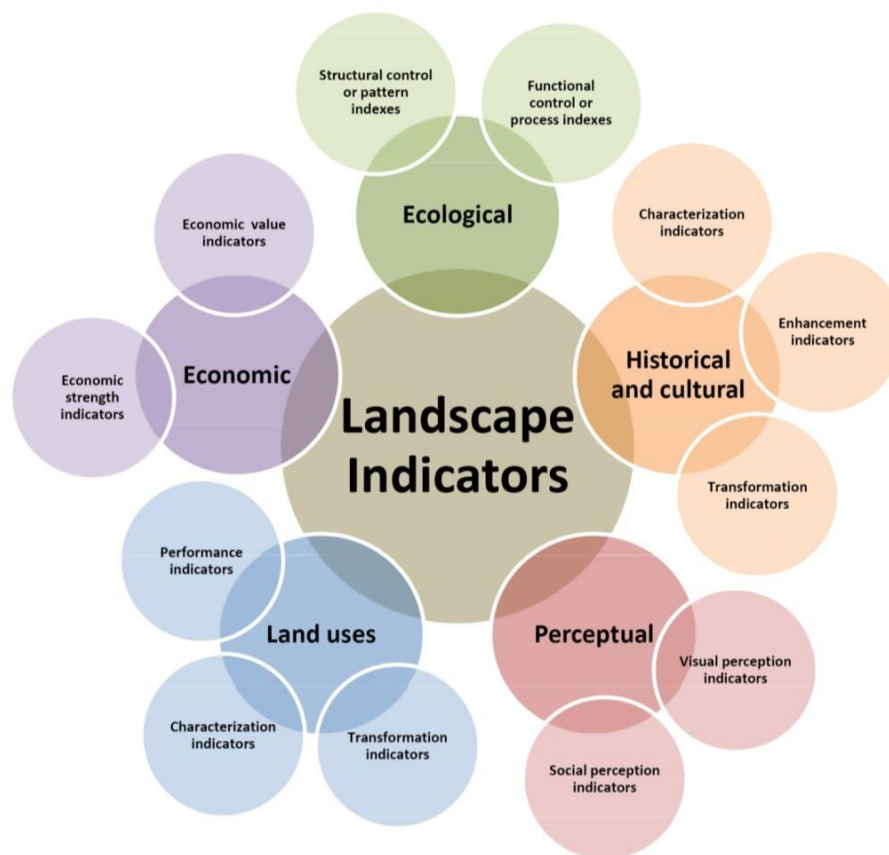 Structural control
or pattern
indexes
Functional
control or
process indexes
Ecological
Characterization
indicators
Enhancement
indicators
Historical
and cultural
Transformation
indicators
Economic value
indicators
Economic
Economic
strength
indicators
Landscape
Indicators
Performance
indicators
Land uses
Characterization
indicators
Transformation
indicators
Perceptual
Visual perception
indicators
Social perception
indicators